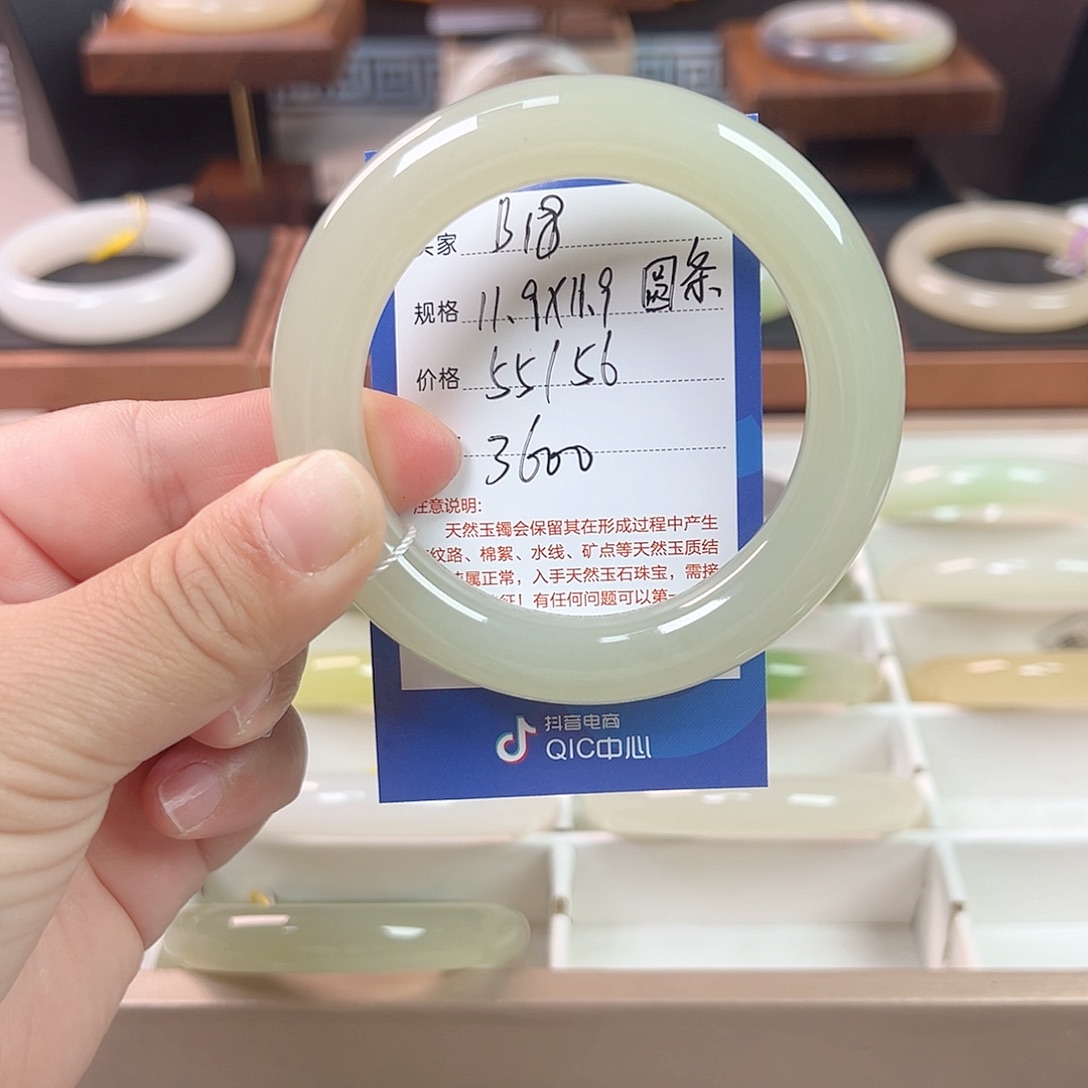 家 B18
规格 11.9X11.9 圆条
价格 55/56
3600
注意说明:
天然玉镯会保留其在形成过程中产生
纹路、棉絮、水线、矿点等天然玉质结
属正常，入手天然玉石珠宝，需接
征！有任何问题可以第一
抖音电商
QIC中心